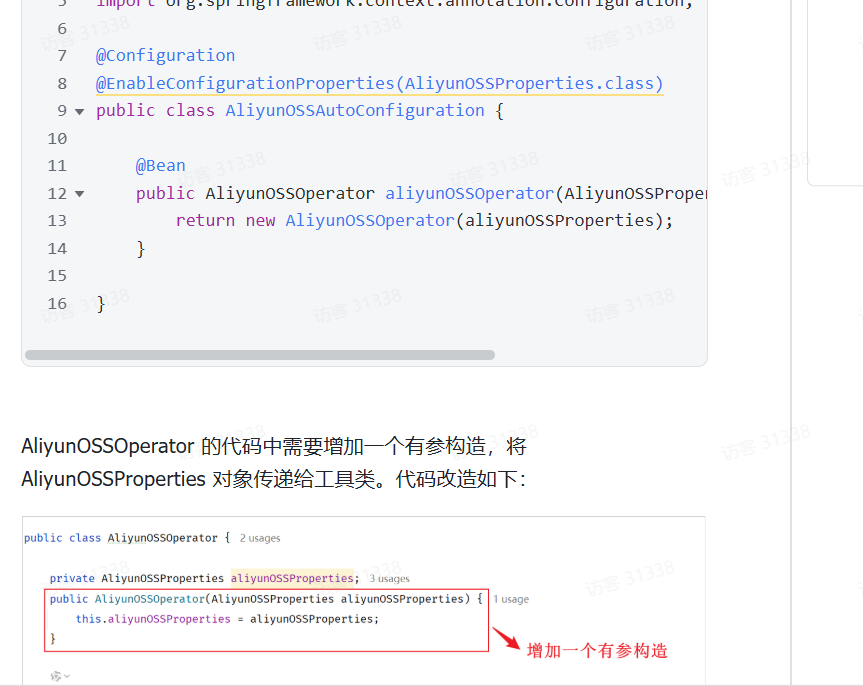 5 import org.springframework.context.annotation.Configuration;
6
7 @Configuration
8 @EnableConfigurationProperties(AliyunOSSProperties.class)
9 public class AliyunOSSAutoConfiguration {
10
11 @Bean
12 public AliyunOSSOperator aliyunOSSOperator(AliyunOSSProper
13 return new AliyunOSSOperator(aliyunOSSProperties);
14 }
15
16 }
AliyunOSSOperator 的代码中需要增加一个有参构造，将
AliyunOSSProperties 对象传递给工具类。代码改造如下：
public class AliyunOSSOperator { 2 usages
private AliyunOSSProperties aliyunOSSProperties; 3 usages
public AliyunOSSOperator(AliyunOSSProperties aliyunOSSProperties) { 1 usage
this.aliyunOSSProperties = aliyunOSSProperties;
}
增加一个有参构造
访客 31338